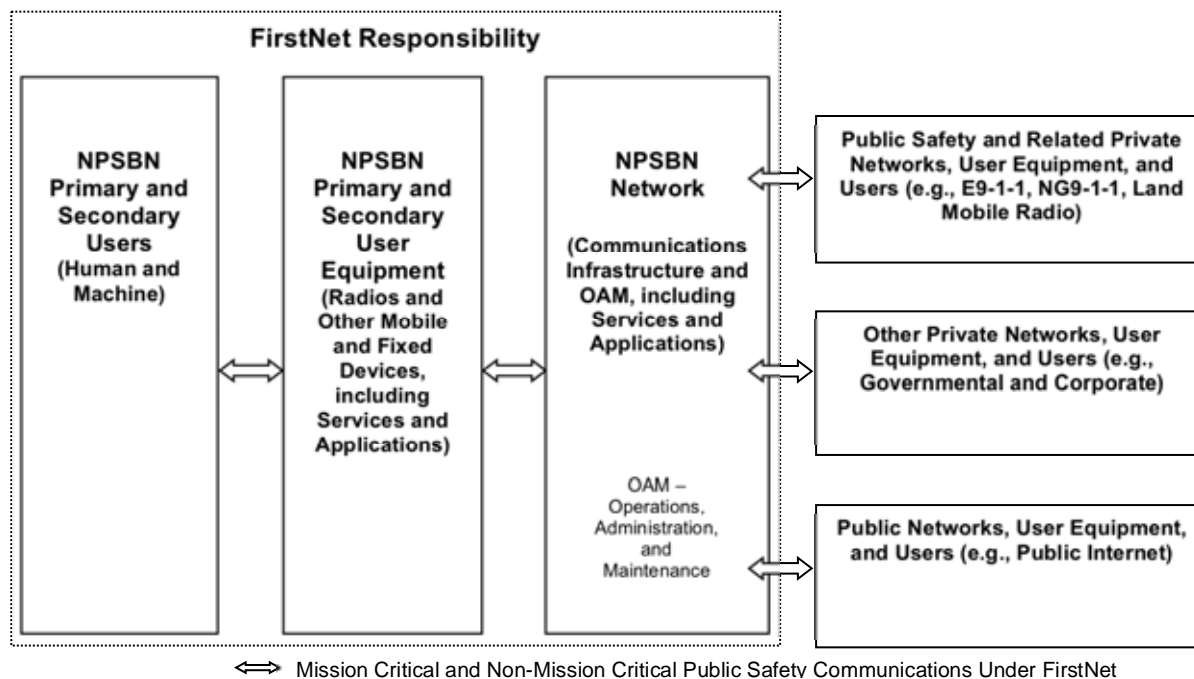 FirstNet Responsibility
NPSBN
Primary and
Secondary
Users
(Human and
Machine)
NPSBN
Primary and
Secondary
User
Equipment
(Radios and
Other Mobile
and Fixed
Devices,
including
Services and
Applications)
NPSBN
Network
(Communications
Infrastructure and
OAM, including
Services and
Applications)
OAM –
Operations,
Administration,
and
Maintenance
Public Safety and Related Private
Networks, User Equipment, and
Users (e.g., E9-1-1, NG9-1-1, Land
Mobile Radio)
Other Private Networks, User
Equipment, and Users (e.g.,
Governmental and Corporate)
Public Networks, User Equipment,
and Users (e.g., Public Internet)
Mission Critical and Non-Mission Critical Public Safety Communications Under FirstNet